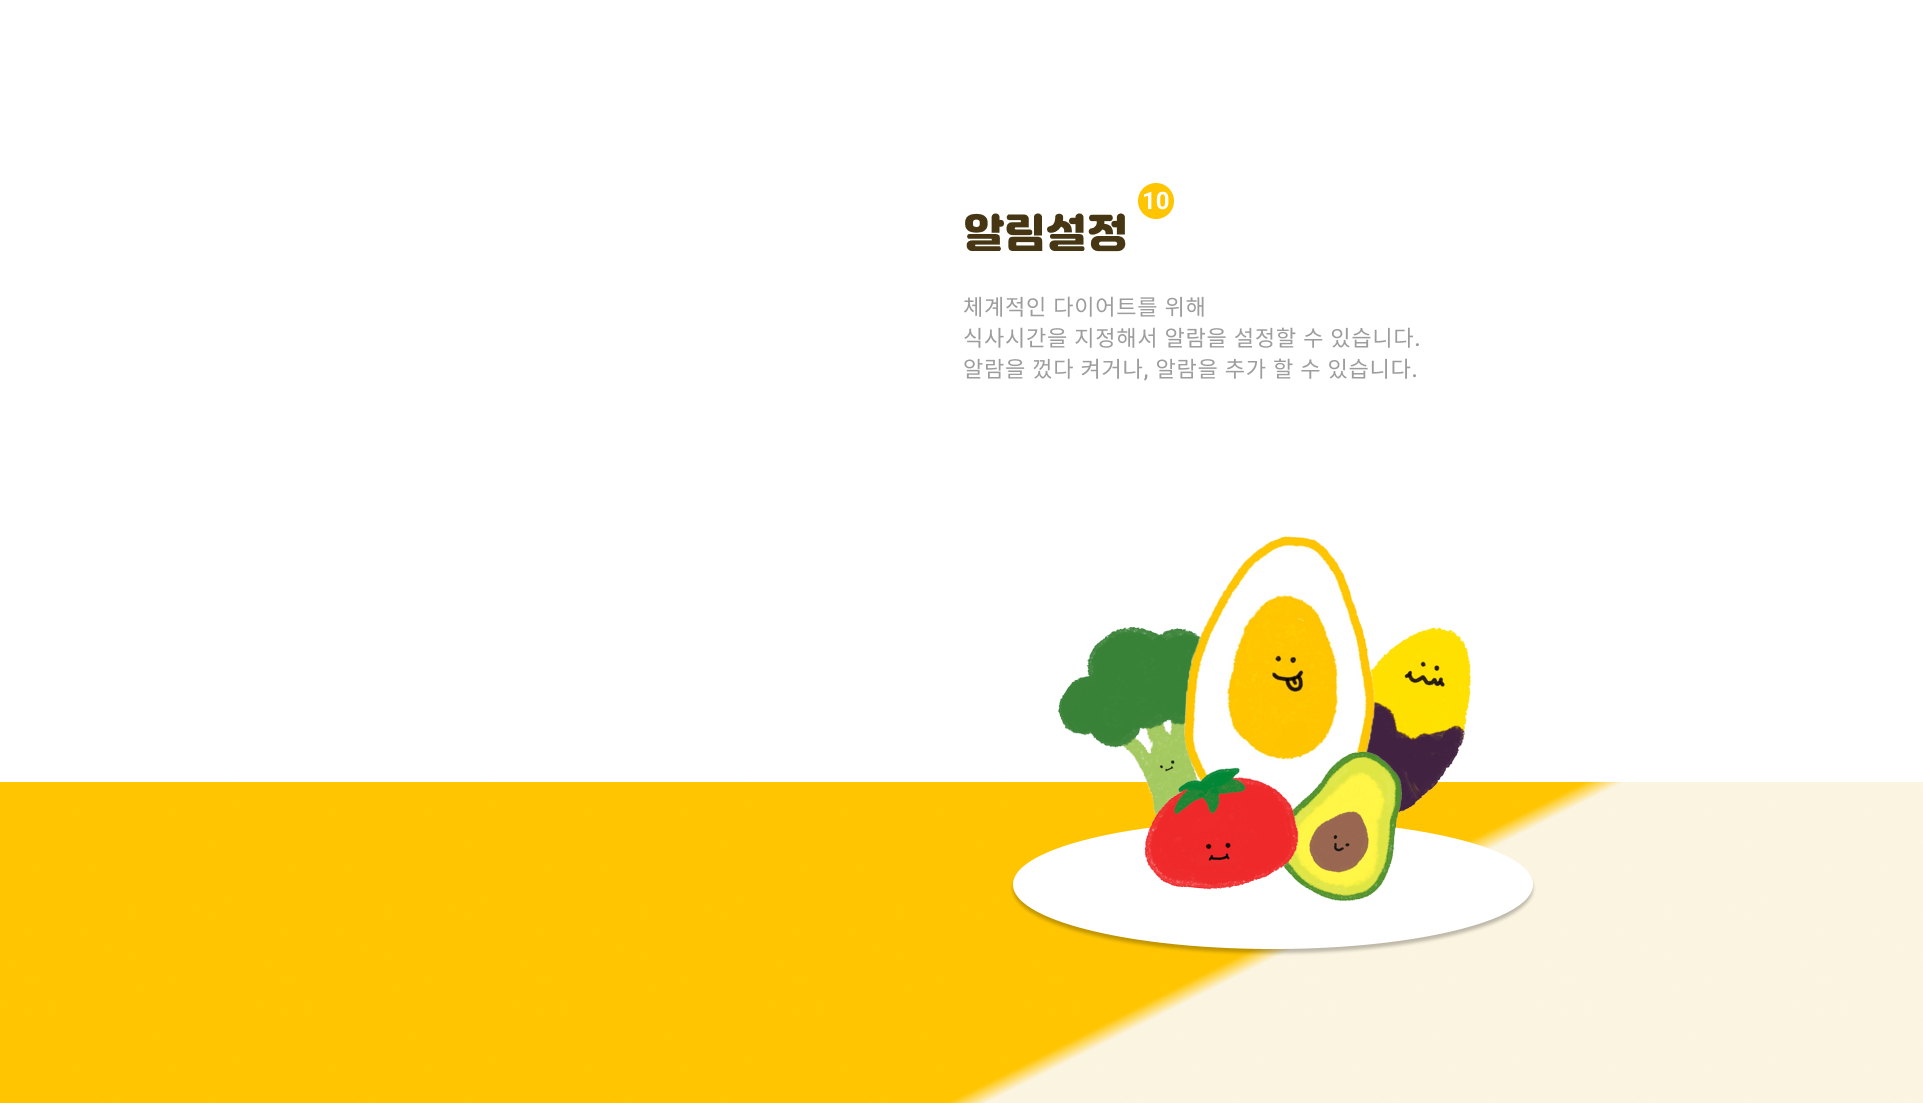 알림설정
10
체계적인 다이어트를 위해
식사시간을 지정해서 알람을 설정할 수 있습니다.
알람을 껐다 켜거나, 알람을 추가 할 수 있습니다.